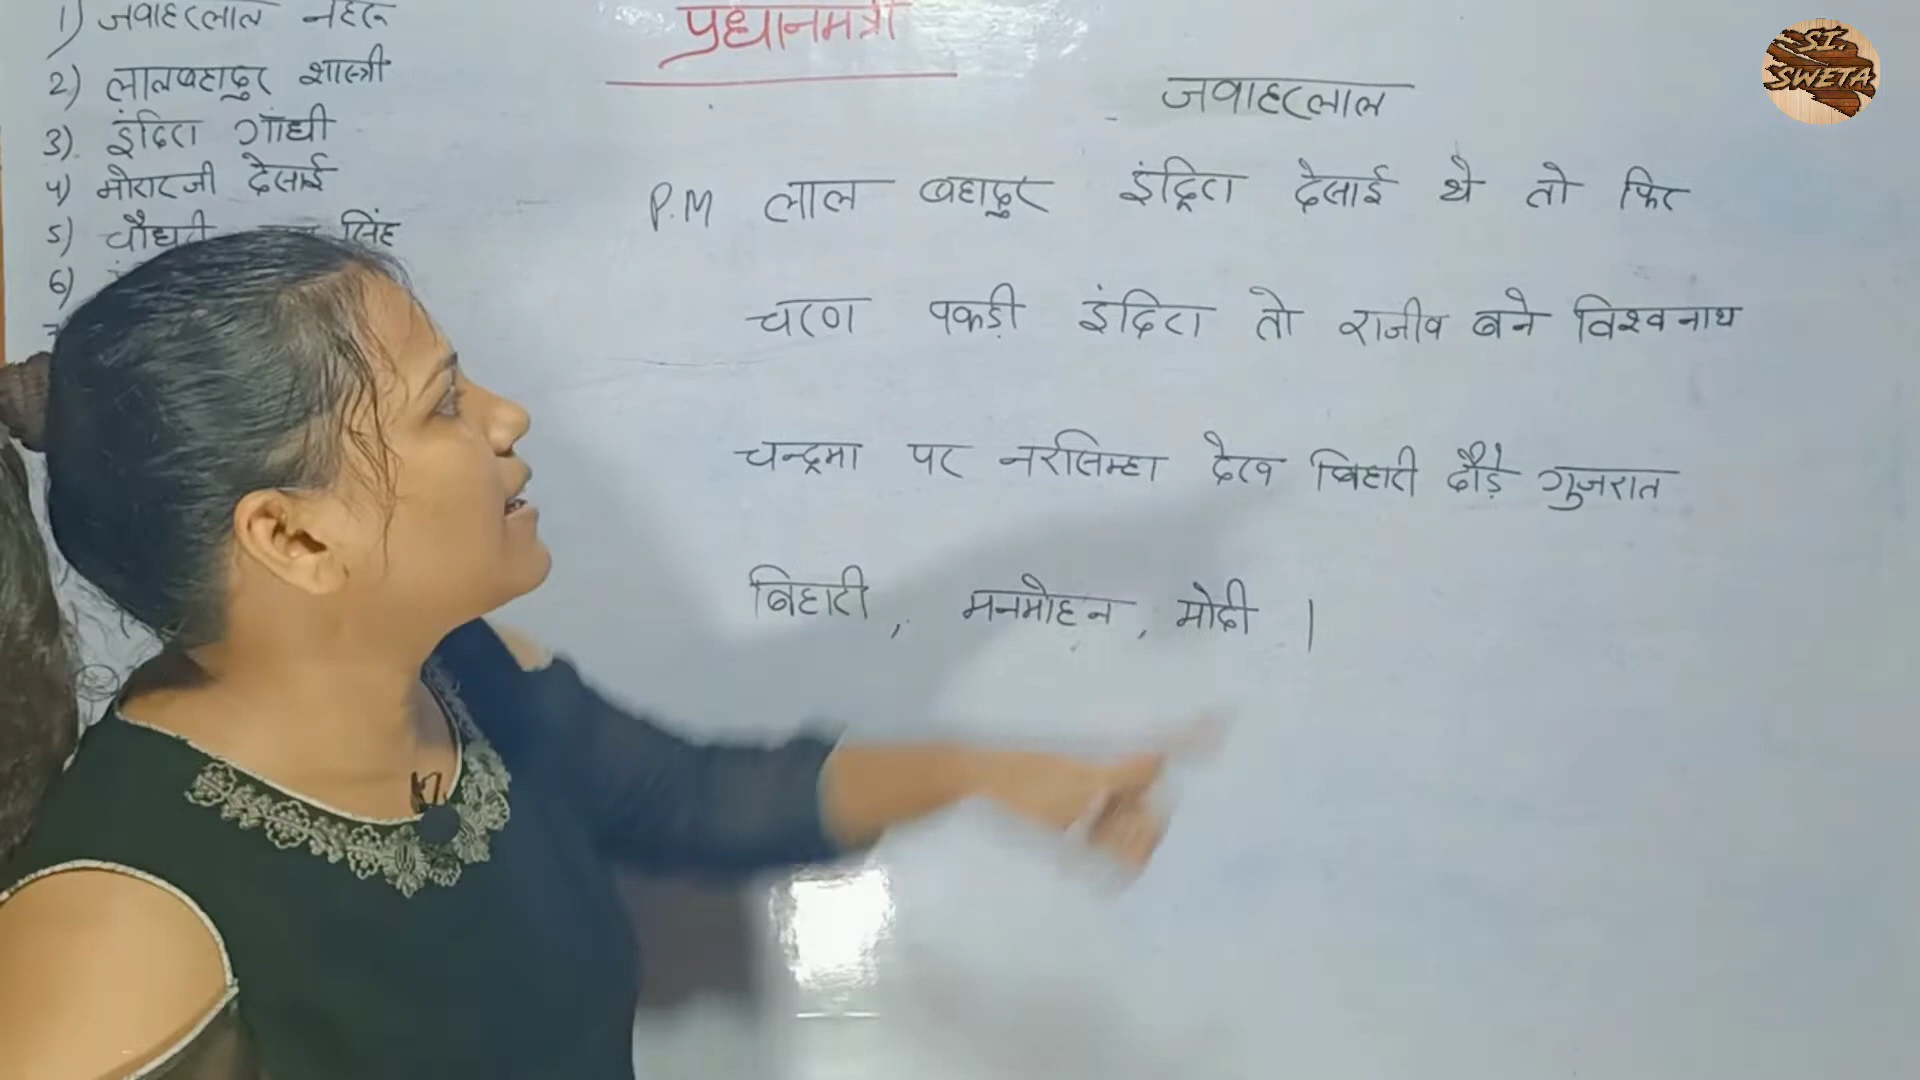 1) जवाहरलाल नेहरू
2) लालबहादुर शास्त्री
3) इंदिरा गाँधी
4) मोरारजी देसाई
5) चौधरी सिंह
6)
प्रधानमंत्री
जवाहरलाल
P.M लाल बहादुर इंद्रिरा देसाई थे तो फिर
चरण पकड़ी इंदिरा तो राजीव बने विश्वनाथ
चन्द्रमा पर नरसिम्हा देख बिहारी दौड़े गुजरात
बिहारी, मनमोहन, मोदी ।
SI.
SWETA